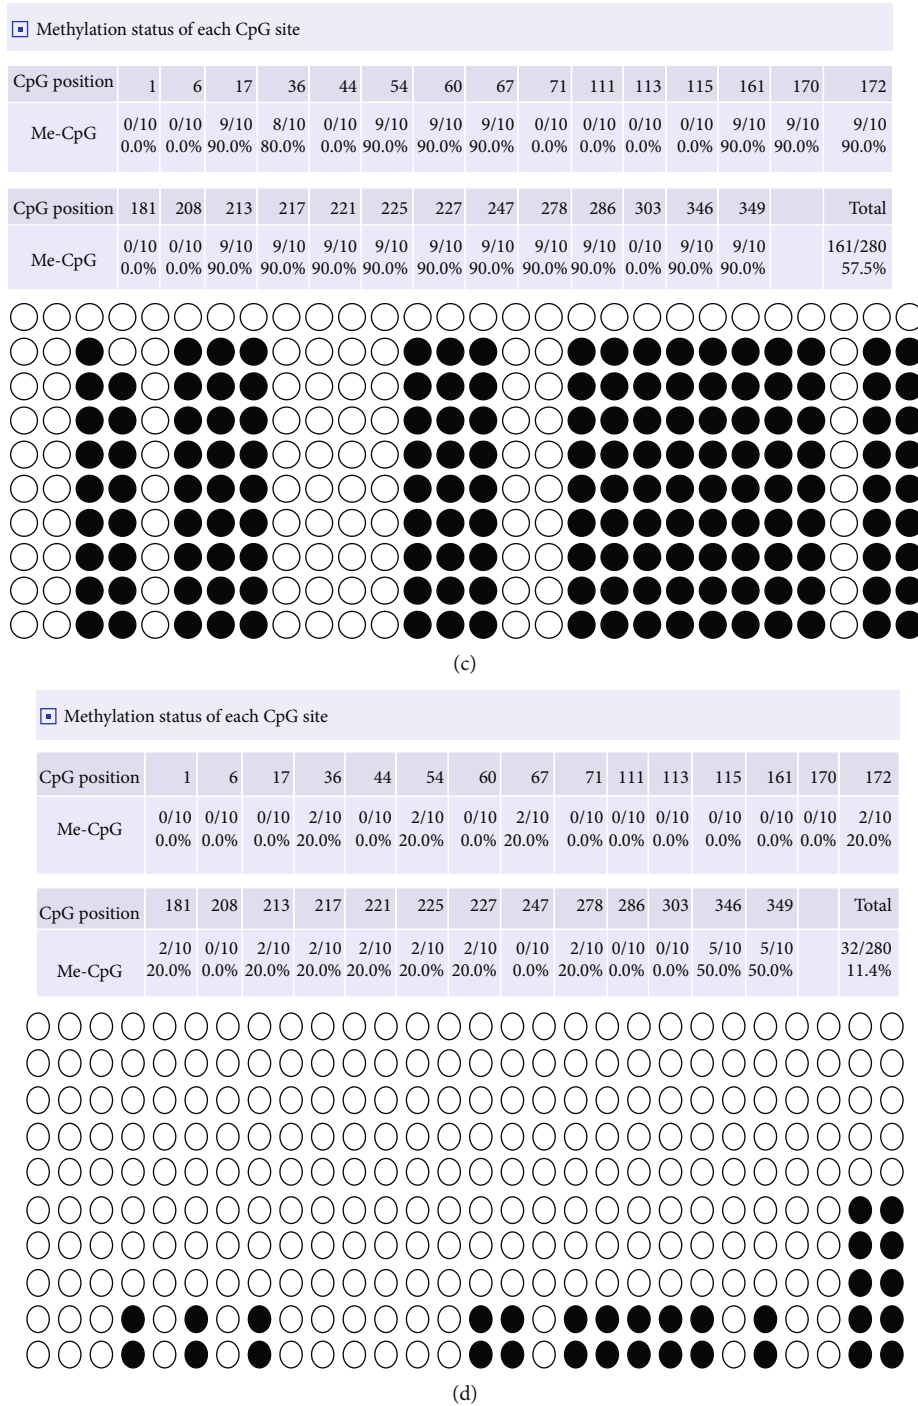 Methylation status of each CpG site
CpG position 1 6 17 36 44 54 60 67 71 111 113 115 161 170 172
Me-CpG 0/10 0/10 9/10 8/10 0/10 9/10 9/10 9/10 0/10 0/10 0/10 0/10 9/10 9/10 9/10
0.0% 0.0% 90.0% 80.0% 0.0% 90.0% 90.0% 90.0% 0.0% 0.0% 0.0% 0.0% 90.0% 90.0% 90.0%
CpG position 181 208 213 217 221 225 227 247 278 286 303 346 349 Total
Me-CpG 0/10 0/10 9/10 9/10 9/10 9/10 9/10 9/10 9/10 9/10 0/10 9/10 9/10 161/280
0.0% 0.0% 90.0% 90.0% 90.0% 90.0% 90.0% 90.0% 90.0% 90.0% 0.0% 90.0% 90.0% 57.5%
(c)
Methylation status of each CpG site
CpG position 1 6 17 36 44 54 60 67 71 111 113 115 161 170 172
Me-CpG 0/10 0/10 0/10 2/10 0/10 2/10 0/10 2/10 0/10 0/10 0/10 0/10 0/10 0/10 2/10
0.0% 0.0% 0.0% 20.0% 0.0% 20.0% 0.0% 20.0% 0.0% 0.0% 0.0% 0.0% 0.0% 0.0% 20.0%
CpG position 181 208 213 217 221 225 227 247 278 286 303 346 349 Total
Me-CpG 2/10 0/10 2/10 2/10 2/10 2/10 2/10 0/10 2/10 0/10 0/10 5/10 5/10 32/280
20.0% 0.0% 20.0% 20.0% 20.0% 20.0% 20.0% 0.0% 20.0% 0.0% 0.0% 50.0% 50.0% 11.4%
(d)